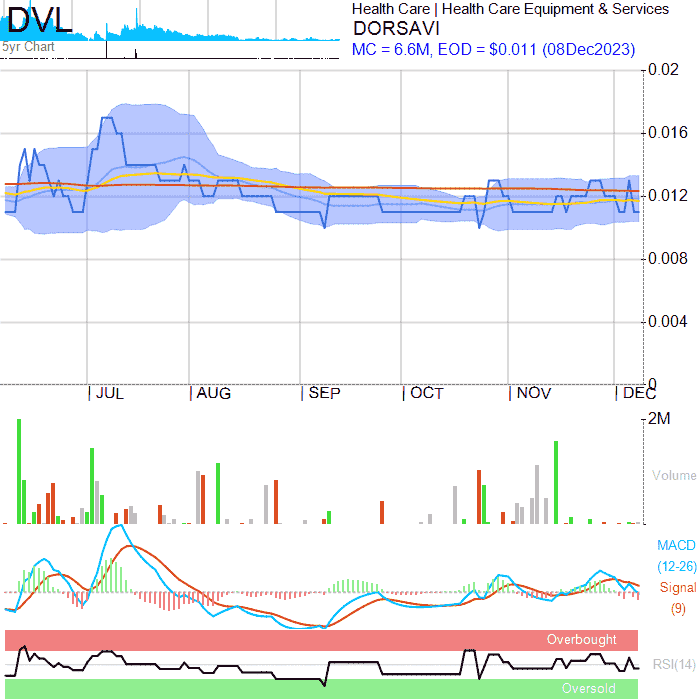 DVL
5yr Chart
Health Care | Health Care Equipment & Services
DORSAVI
MC = 6.6M, EOD = $0.011 (08Dec2023)
0.02
0.016
0.012
0.008
0.004
0
JUL AUG SEP OCT NOV DEC
2M
Volume
MACD
(12-26)
Signal
(9)
Overbought
RSI(14)
Oversold